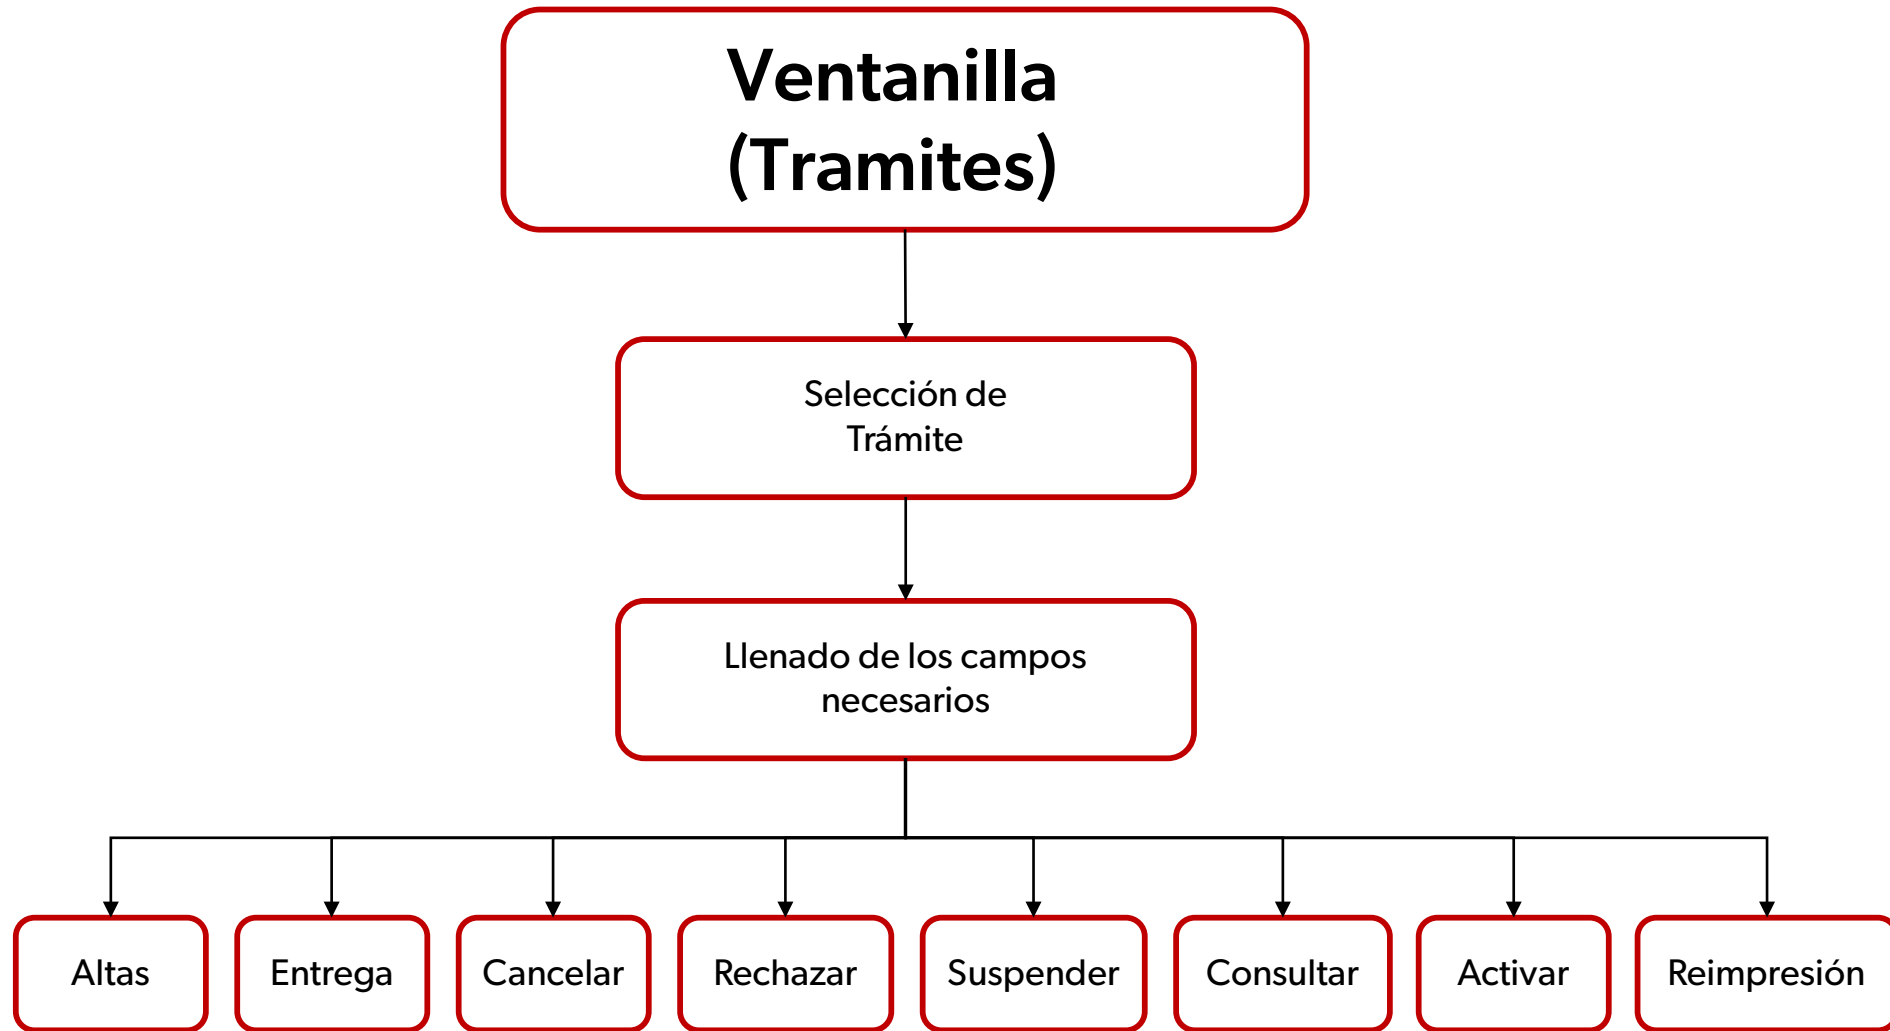 Ventanilla
(Tramites)
Selección de
Trámite
Llenado de los campos
necesarios
Altas
Entrega
Cancelar
Rechazar
Suspender
Consultar
Activar
Reimpresión